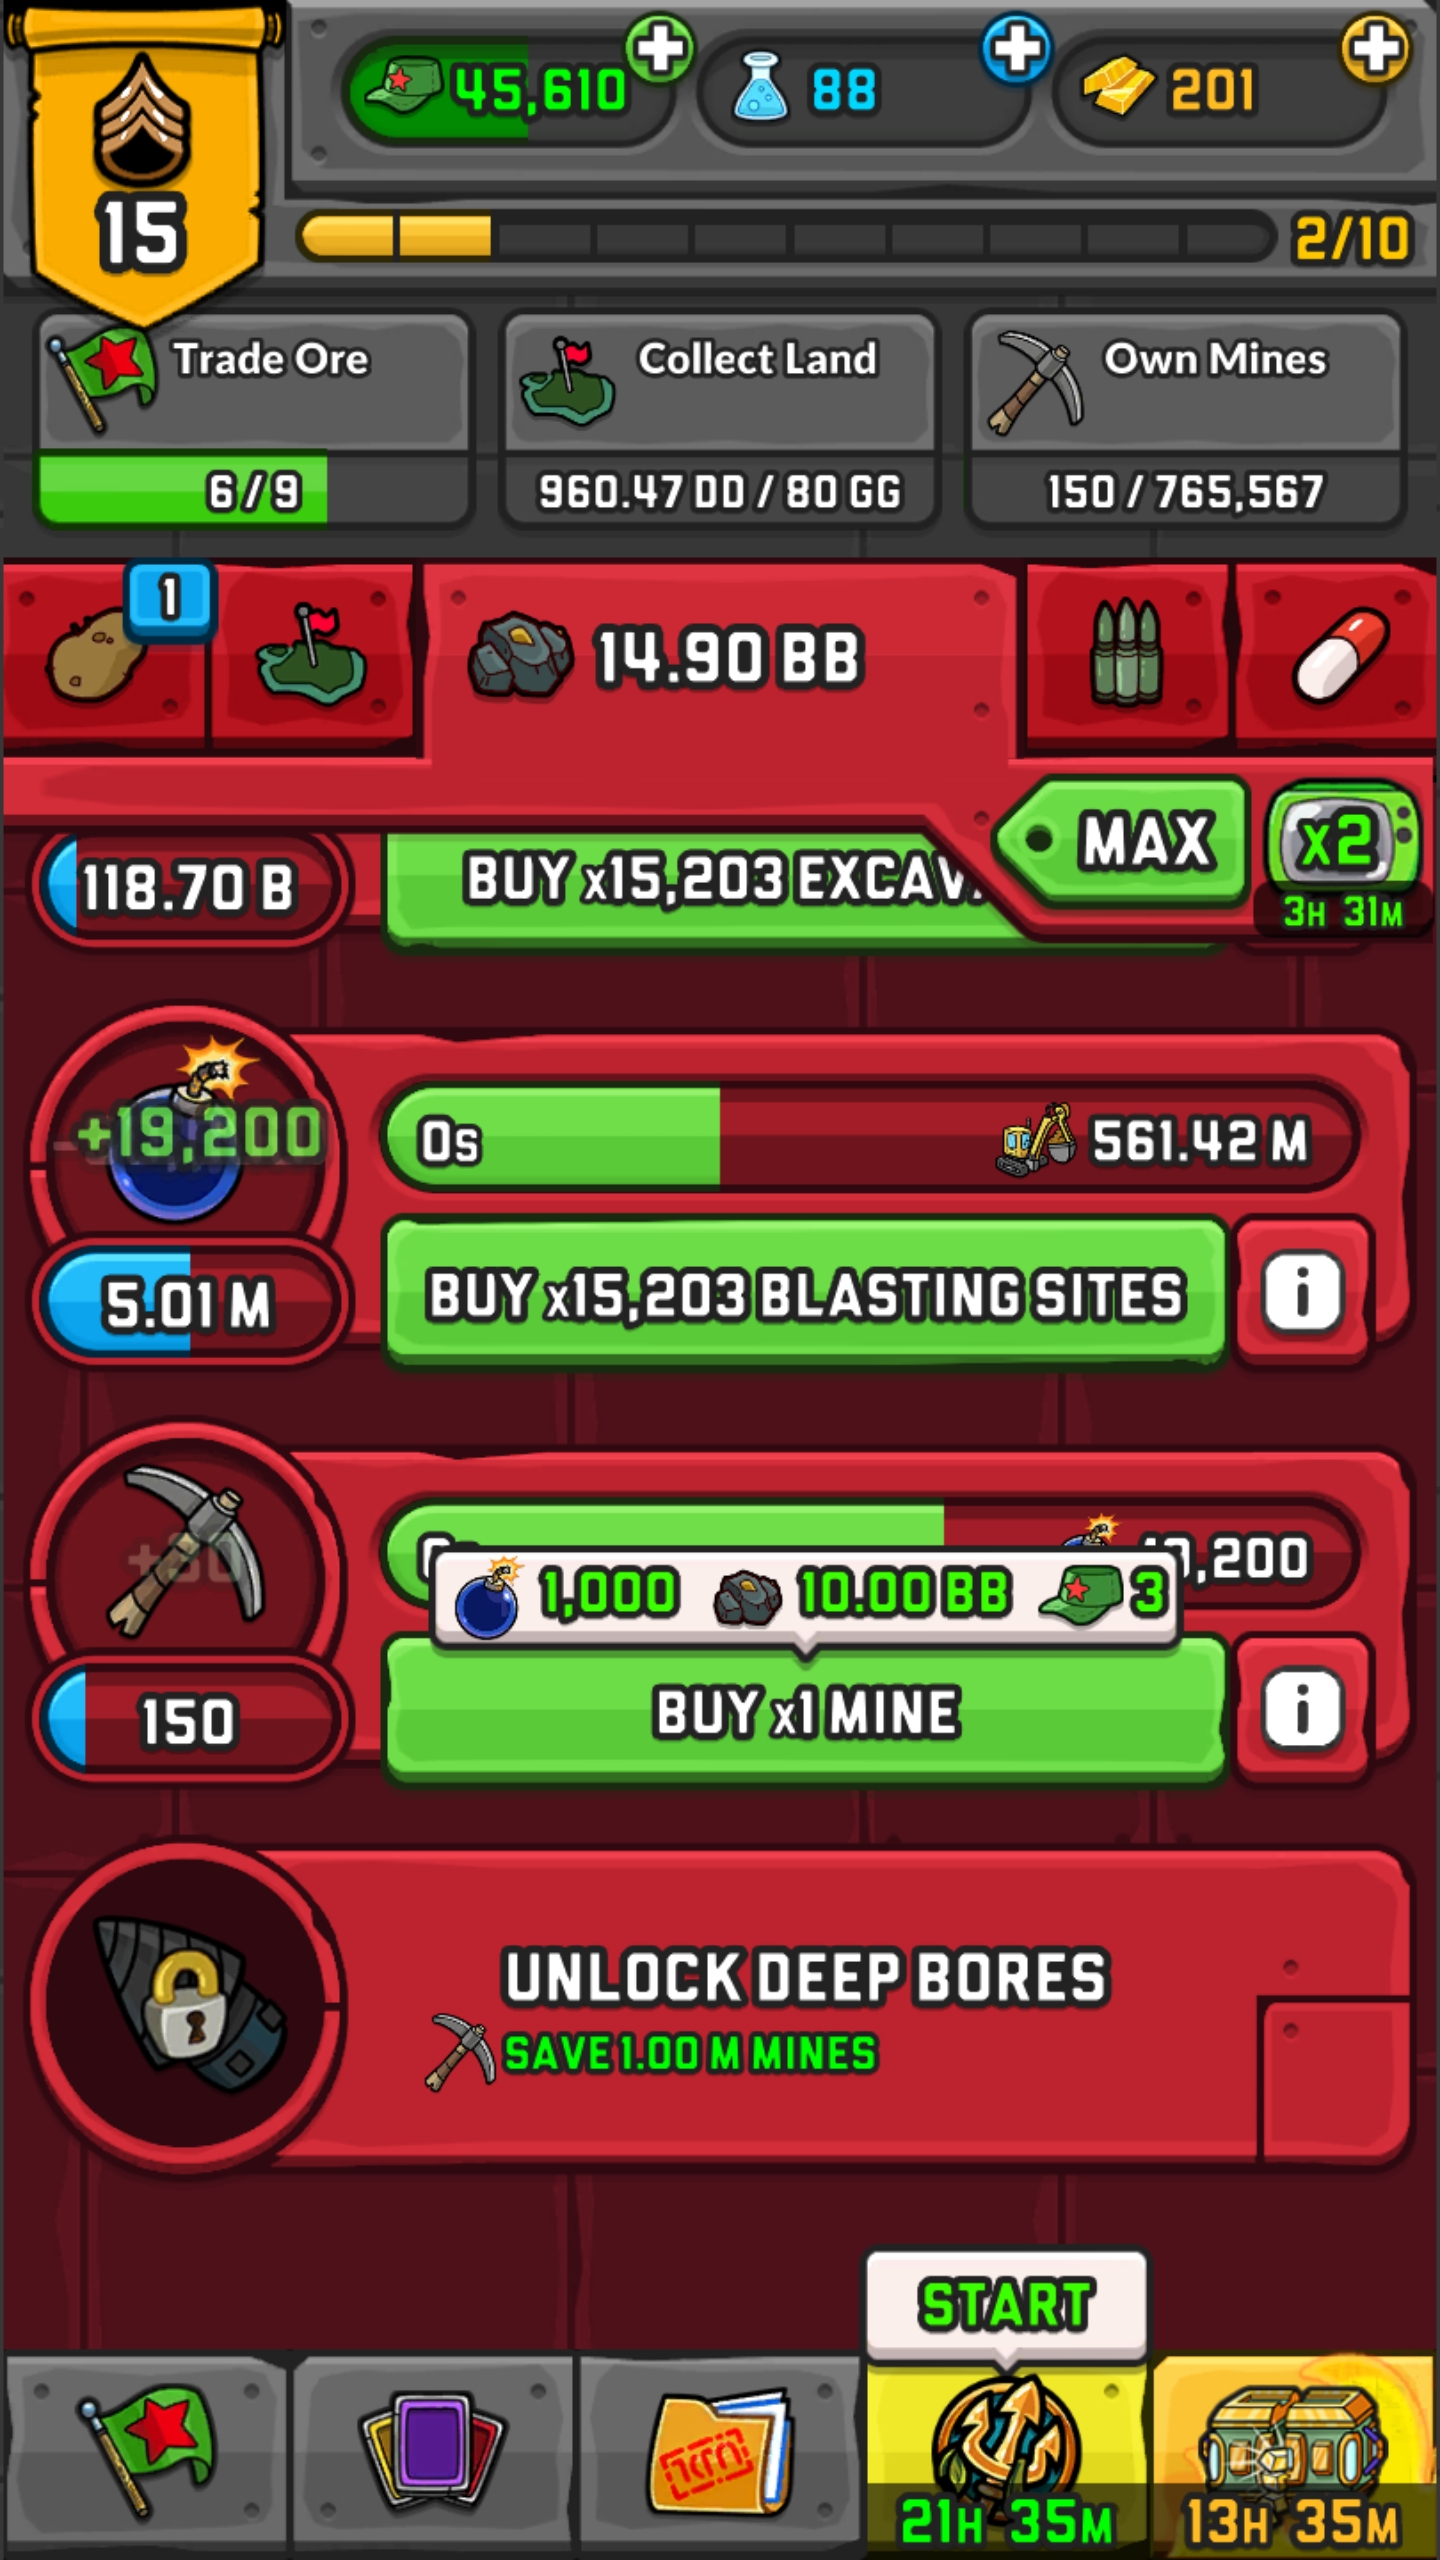 45,610
88
201
15
2/10
Trade Ore
Collect Land
Own Mines
6/9
960.47 DD / 80 GG
150 / 765,567
1
14.90 BB
MAX
x2
3H 31M
118.70 B
BUY x15,203
+19,200
0s
561.42 M
5.01 M
BUY x15,203 BLASTING SITES
i
1,000
10.00 BB
3
150
BUY x1 MINE
i
UNLOCK DEEP BORES
SAVE 1.00 M MINES
START
21H 35M
13H 35M